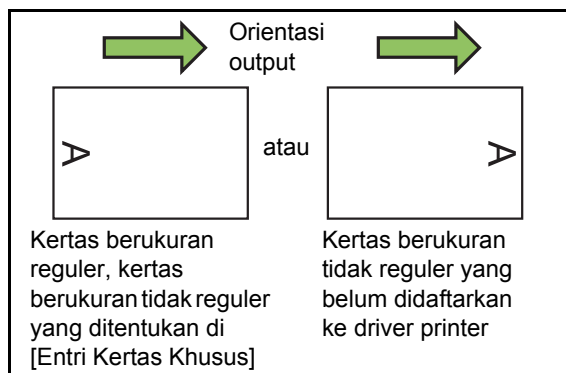 Orientasi
output
A
atau
A
Kertas berukuran
reguler, kertas
berukuran tidak reguler
yang ditentukan di
[Entri Kertas Khusus]
Kertas berukuran
tidak reguler yang
belum didaftarkan
ke driver printer